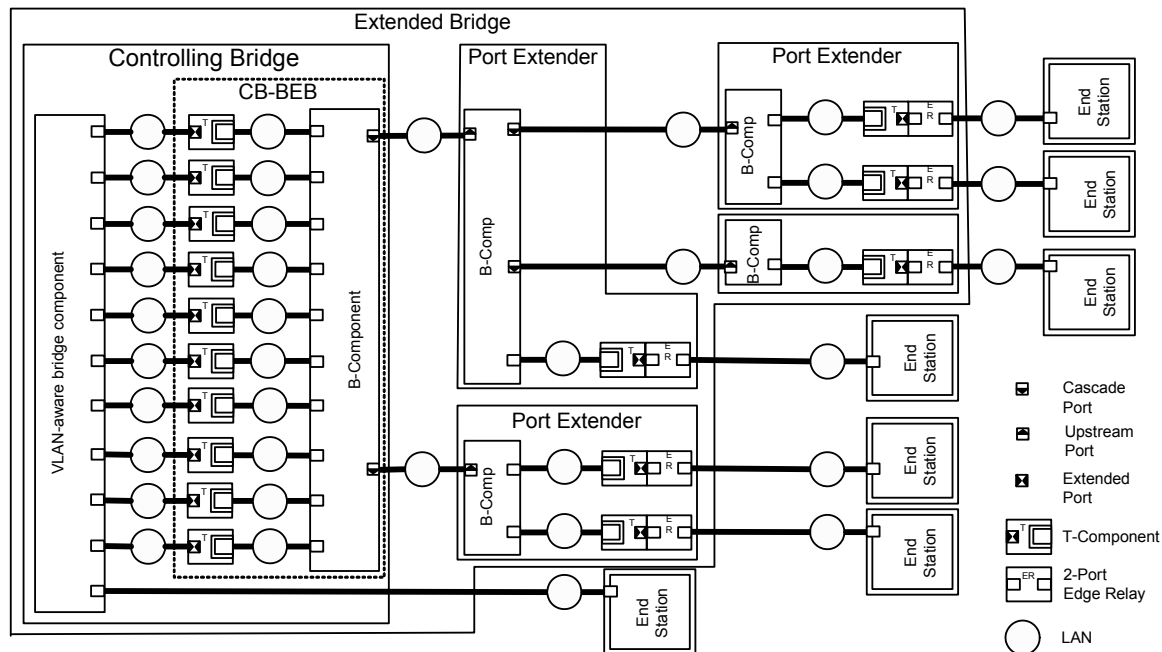 Extended Bridge
Controlling Bridge
CB-BEB
Port Extender
Port Extender
VLAN-aware bridge component
T
T
T
T
T
T
T
T
T
T
B-Component
B-Comp
B-Comp
T
E
R
T
E
R
End
Station
End
Station
B-Comp
T
E
R
End
Station
T
E
R
End
Station
Port Extender
B-Comp
T
E
R
T
E
R
End
Station
End
Station
End
Station
Cascade
Port
Upstream
Port
Extended
Port
T
T-Component
ER
2-Port
Edge Relay
LAN